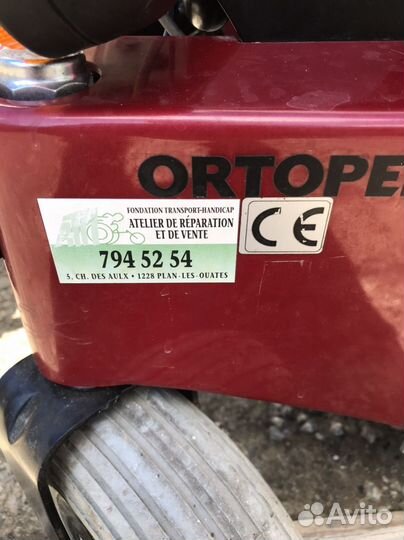 ORTOPE
FONDATION TRANSPORT-HANDICAP
ATELIER DE RÉPARATION
ET DE VENTE
794 52 54
5, CH. DES AULX • 1228 PLAN-LES-OUATES
CE
Avito